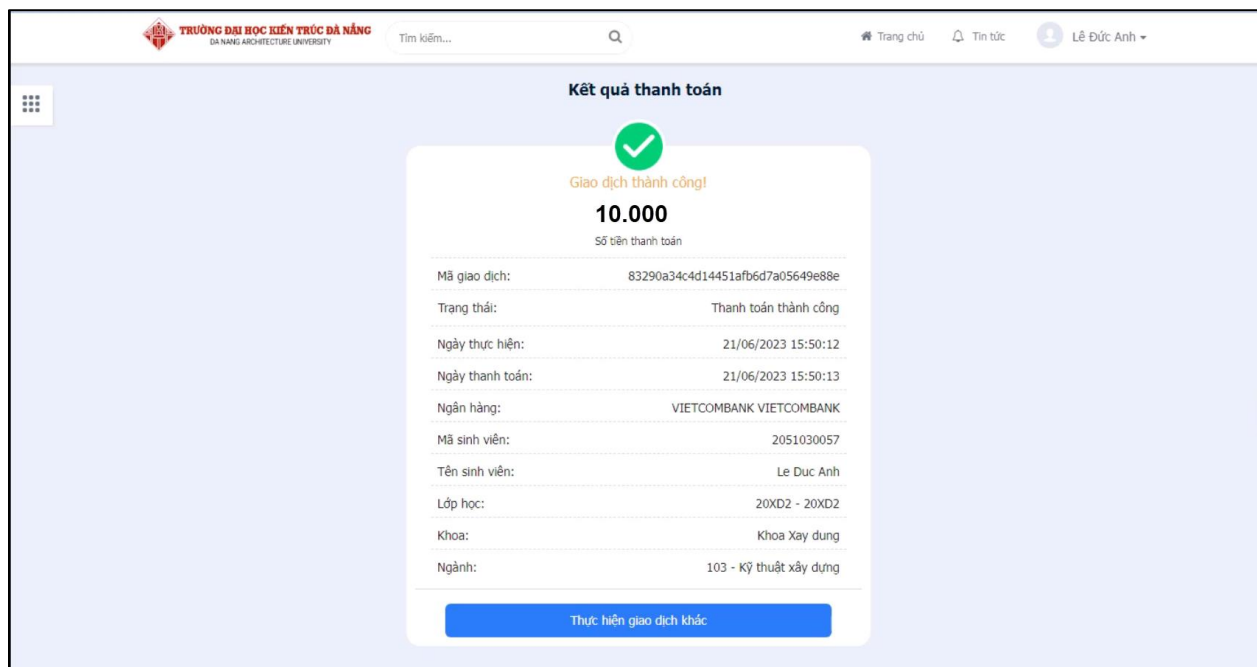 TRƯỜNG ĐẠI HỌC KIẾN TRÚC ĐÀ NẴNG
DA NANG ARCHITECTURE UNIVERSITY
Tìm kiếm...
Trang chủ
Tin tức
Lê Đức Anh
Kết quả thanh toán
Giao dịch thành công!
10.000
Số tiền thanh toán
Mã giao dịch: 83290a34c4d14451afb6d7a05649e88e
Trạng thái: Thanh toán thành công
Ngày thực hiện: 21/06/2023 15:50:12
Ngày thanh toán: 21/06/2023 15:50:13
Ngân hàng: VIETCOMBANK VIETCOMBANK
Mã sinh viên: 2051030057
Tên sinh viên: Le Duc Anh
Lớp học: 20XD2 - 20XD2
Khoa: Khoa Xay dung
Ngành: 103 - Kỹ thuật xây dựng
Thực hiện giao dịch khác